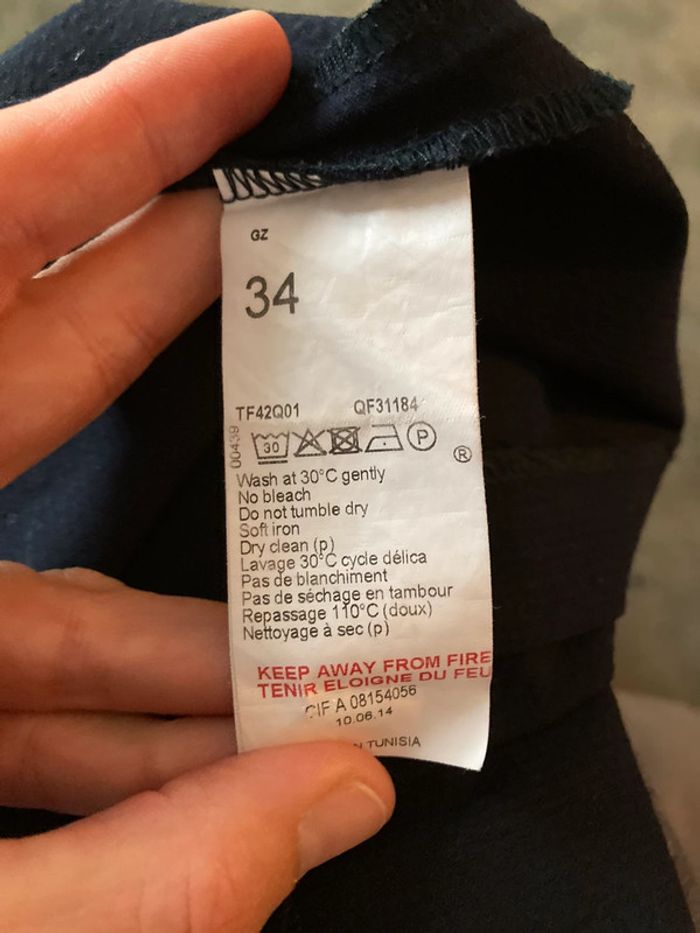 GZ
34
TF42Q01 QF31184
00439
30 P
®
Wash at 30°C gently
No bleach
Do not tumble dry
Soft iron
Dry clean (p)
Lavage 30°C cycle délica
Pas de blanchiment
Pas de séchage en tambour
Repassage 110°C (doux)
Nettoyage à sec (p)
KEEP AWAY FROM FIRE
TENIR ELOIGNE DU FEU
CIF A 08154056
10.06.14
TUNISIA